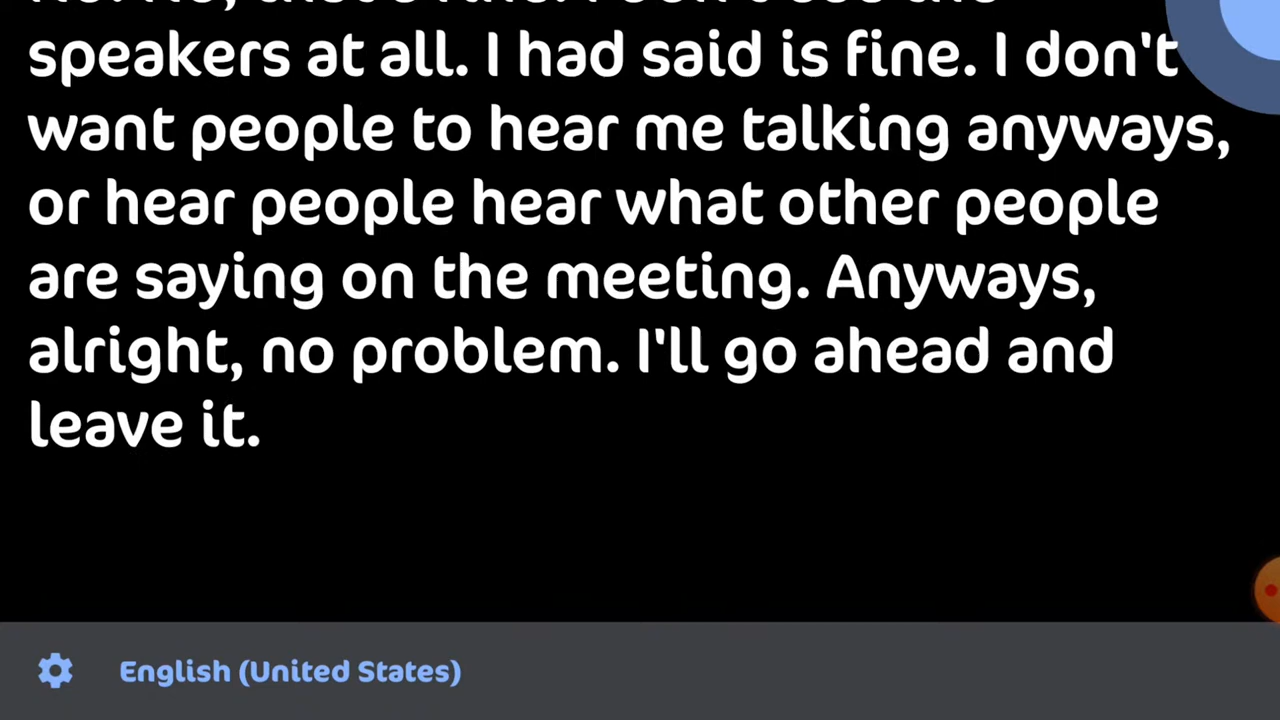 speakers at all. I had said is fine. I don't
want people to hear me talking anyways,
or hear people hear what other people
are saying on the meeting. Anyways,
alright, no problem. I'll go ahead and
leave it.
English (United States)